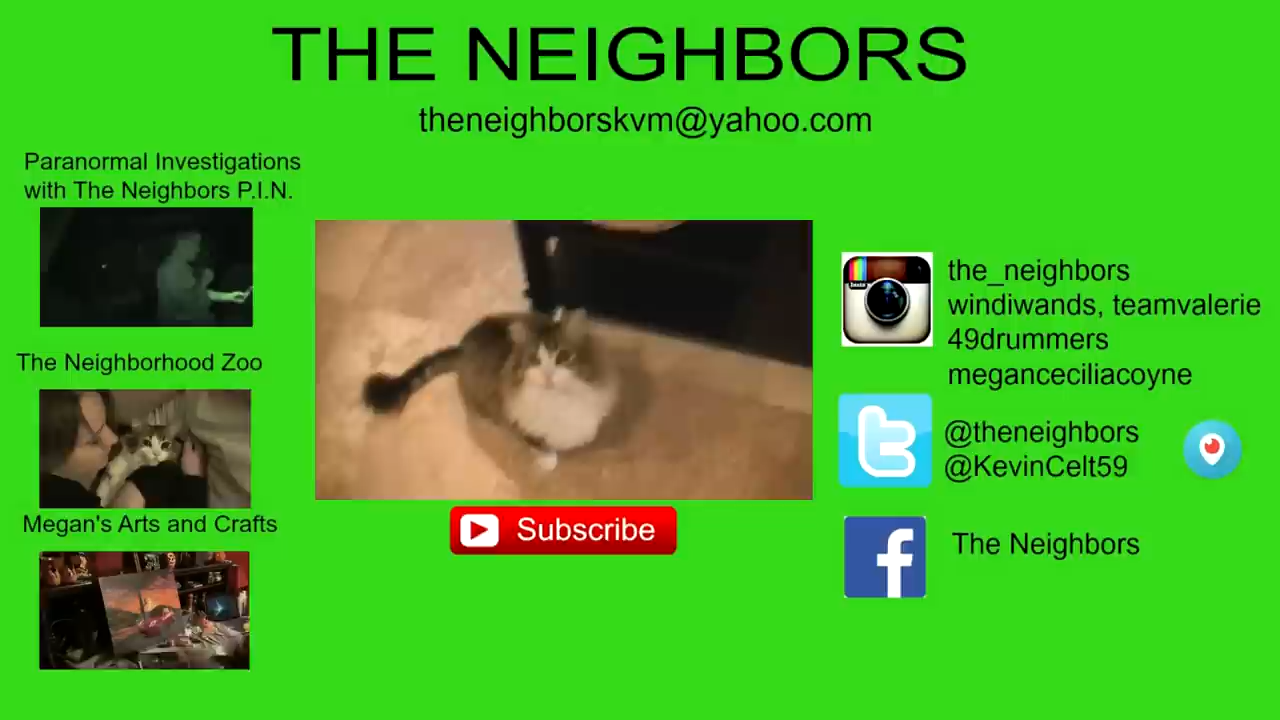 THE NEIGHBORS
theneighborskvm@yahoo.com
Paranormal Investigations
with The Neighbors P.I.N.
The Neighborhood Zoo
Megan's Arts and Crafts
Subscribe
the_neighbors
windiwands, teamvalerie
49drummers
meganceciliacoyne
@theneighbors
@KevinCelt59
The Neighbors